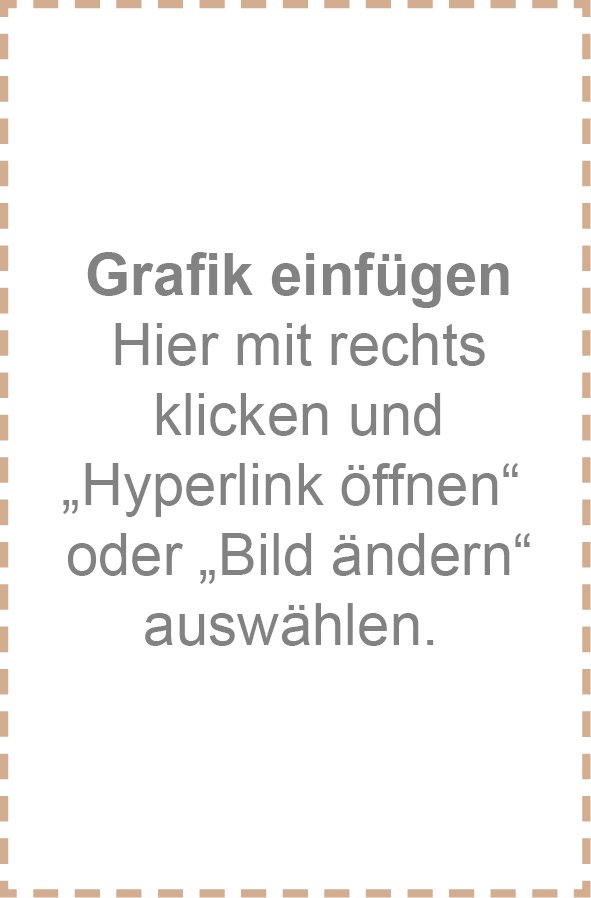 Grafik einfügen
Hier mit rechts
klicken und
„Hyperlink öffnen“
oder „Bild ändern“
auswählen.